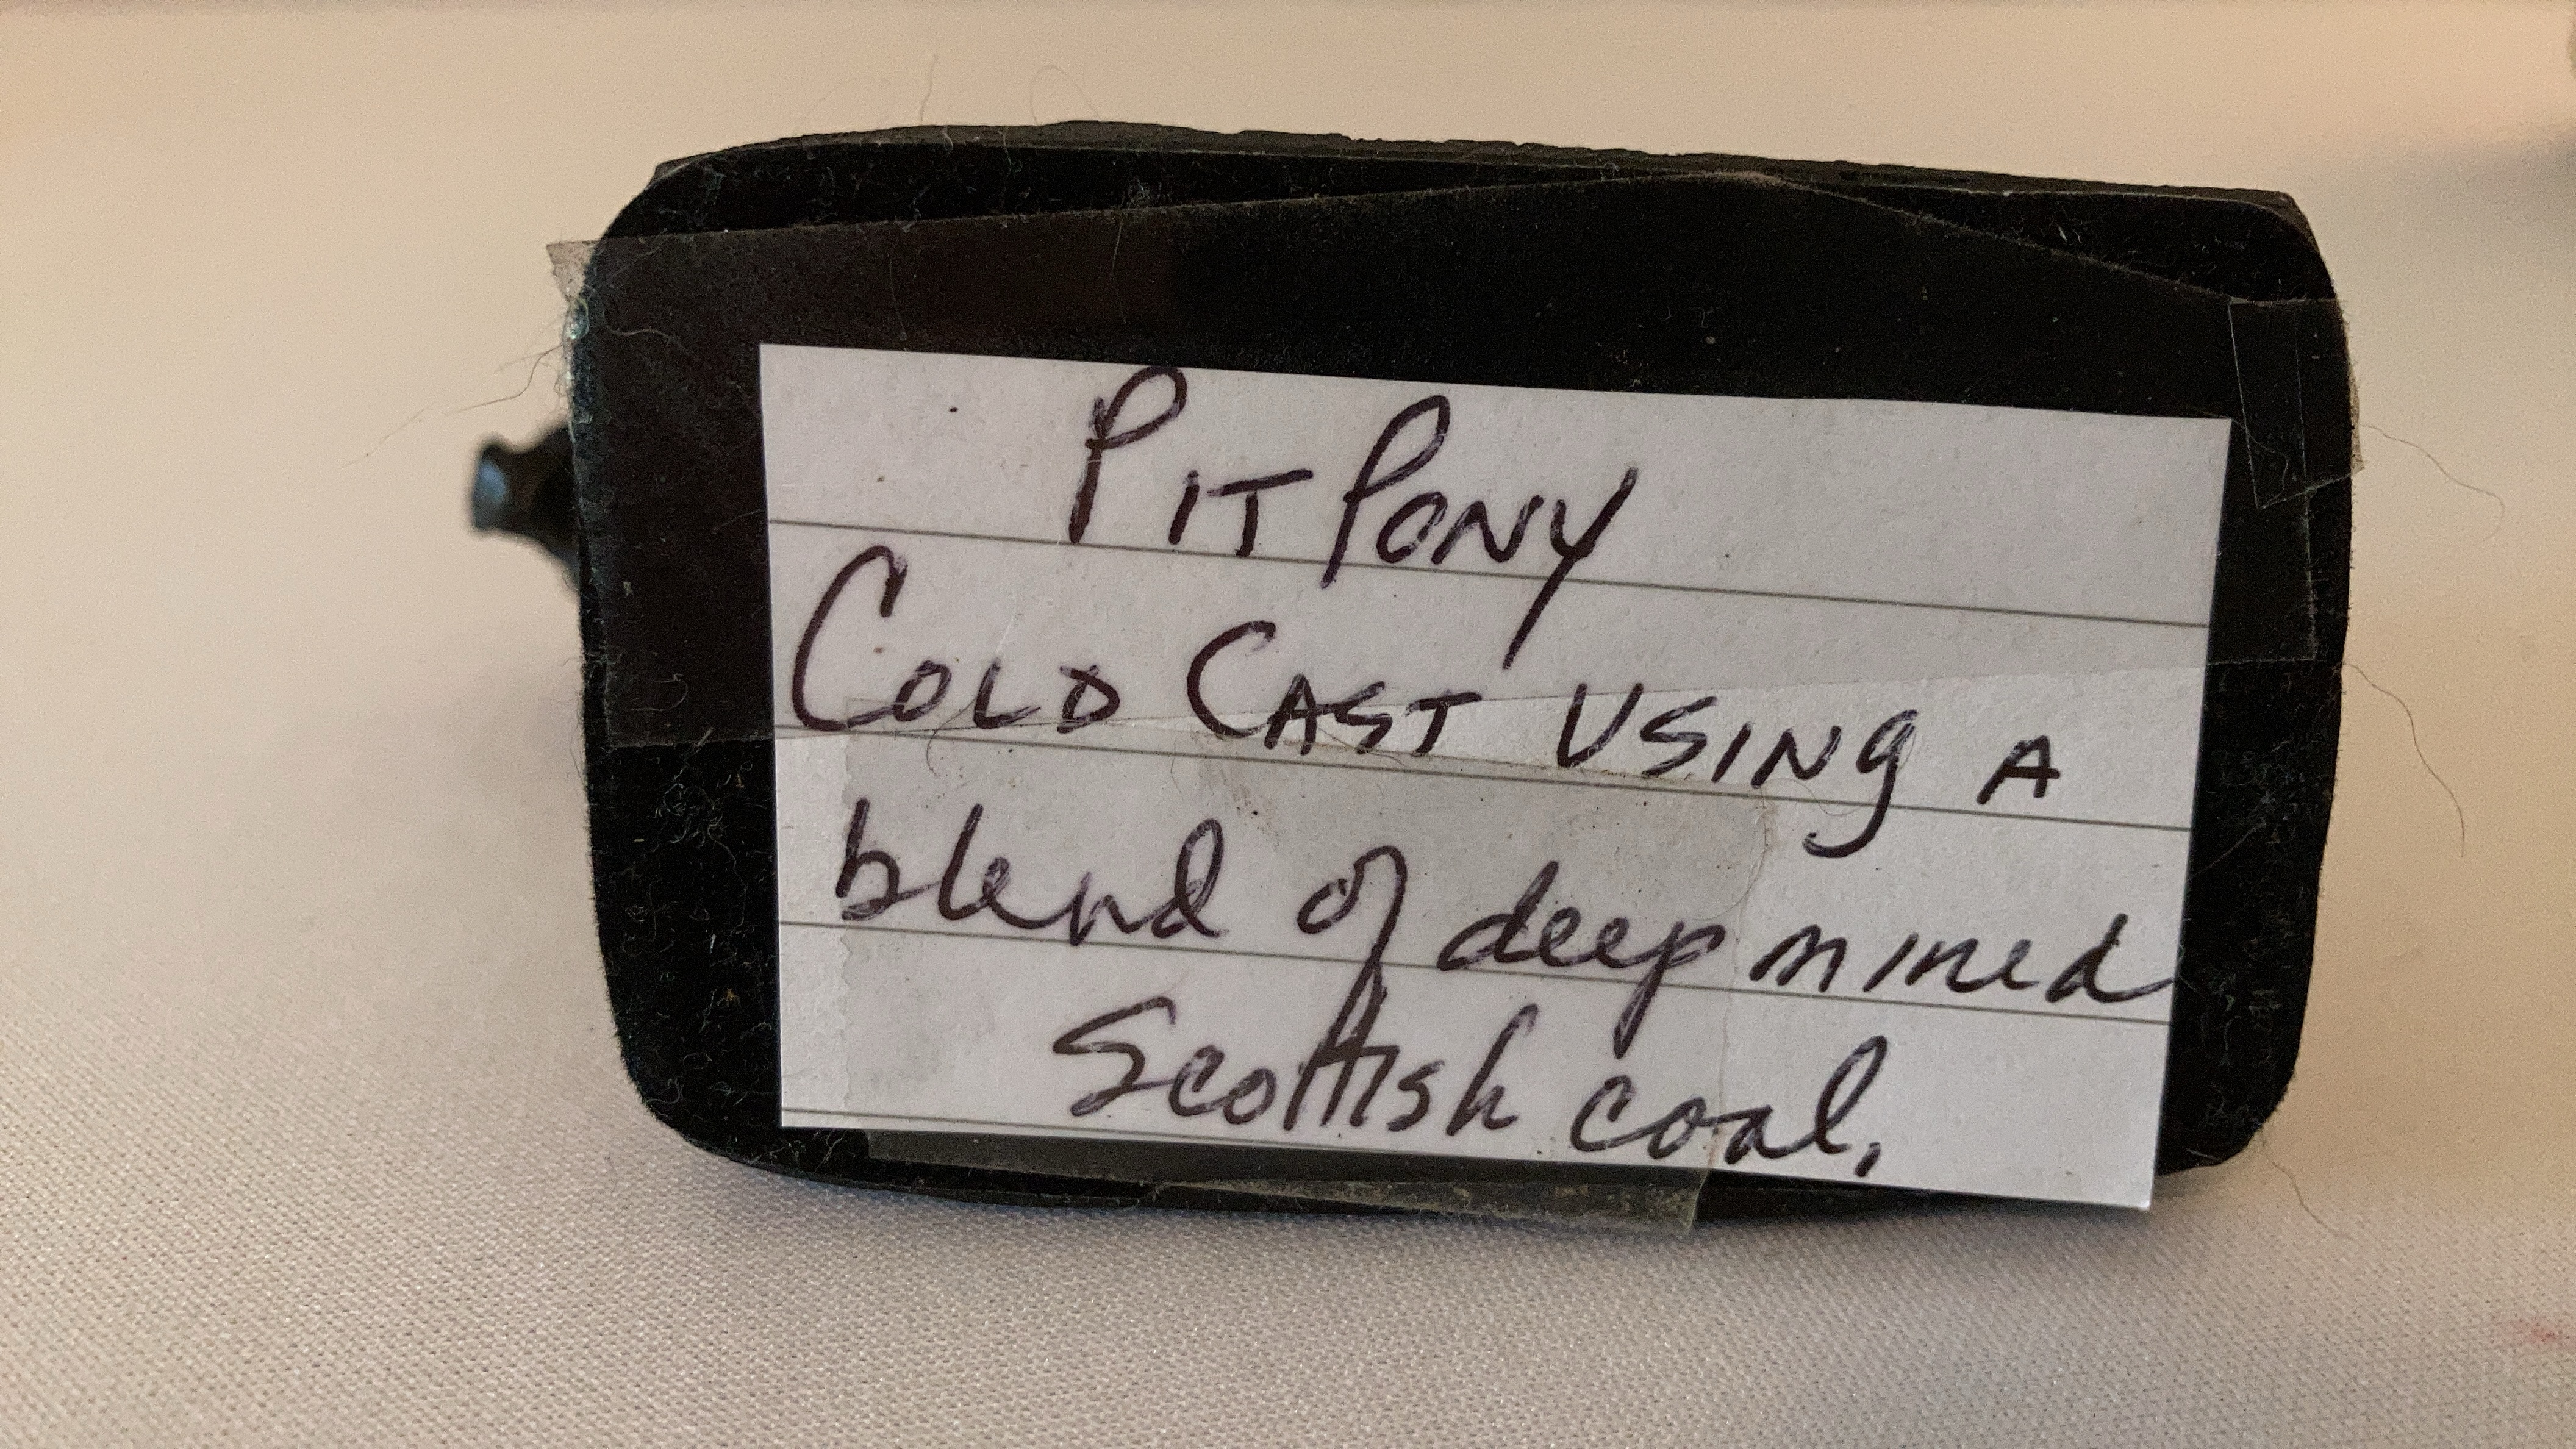 PIT PONY
COLD CAST USING A
blend of deep mined
Scottish coal.